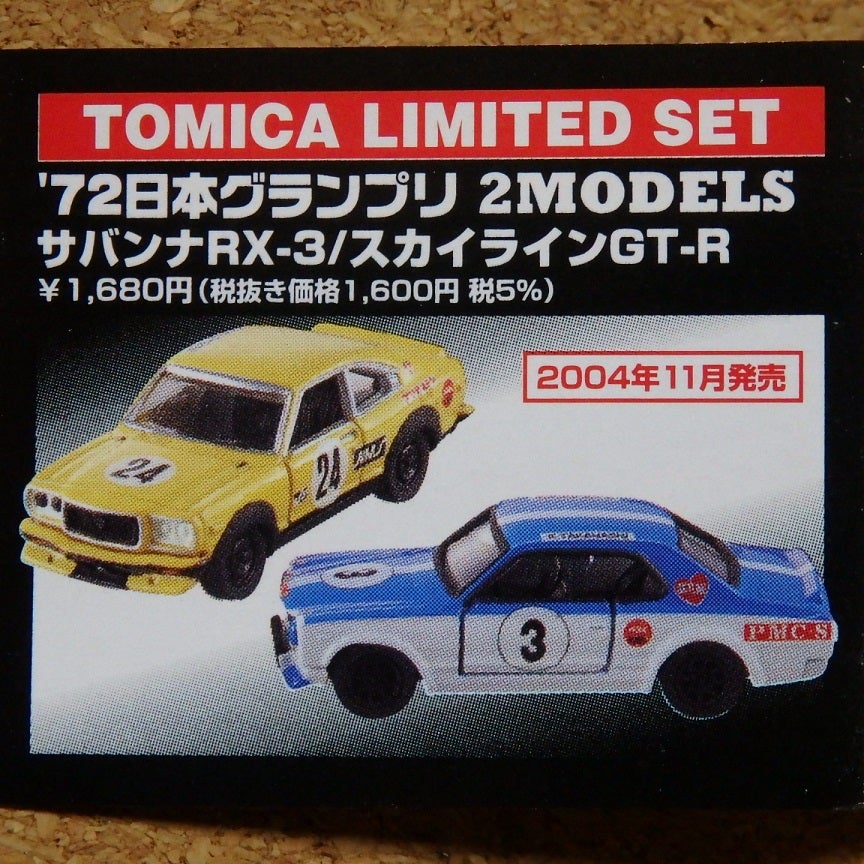 TOMICA LIMITED SET
'72日本グランプリ 2MODELS
サバンナRX-3/スカイラインGT-R
￥1,680円(税抜き価格1,600円 税5%)
2004年11月発売
24
24
K. TAKAHASHI
3
PMC·S